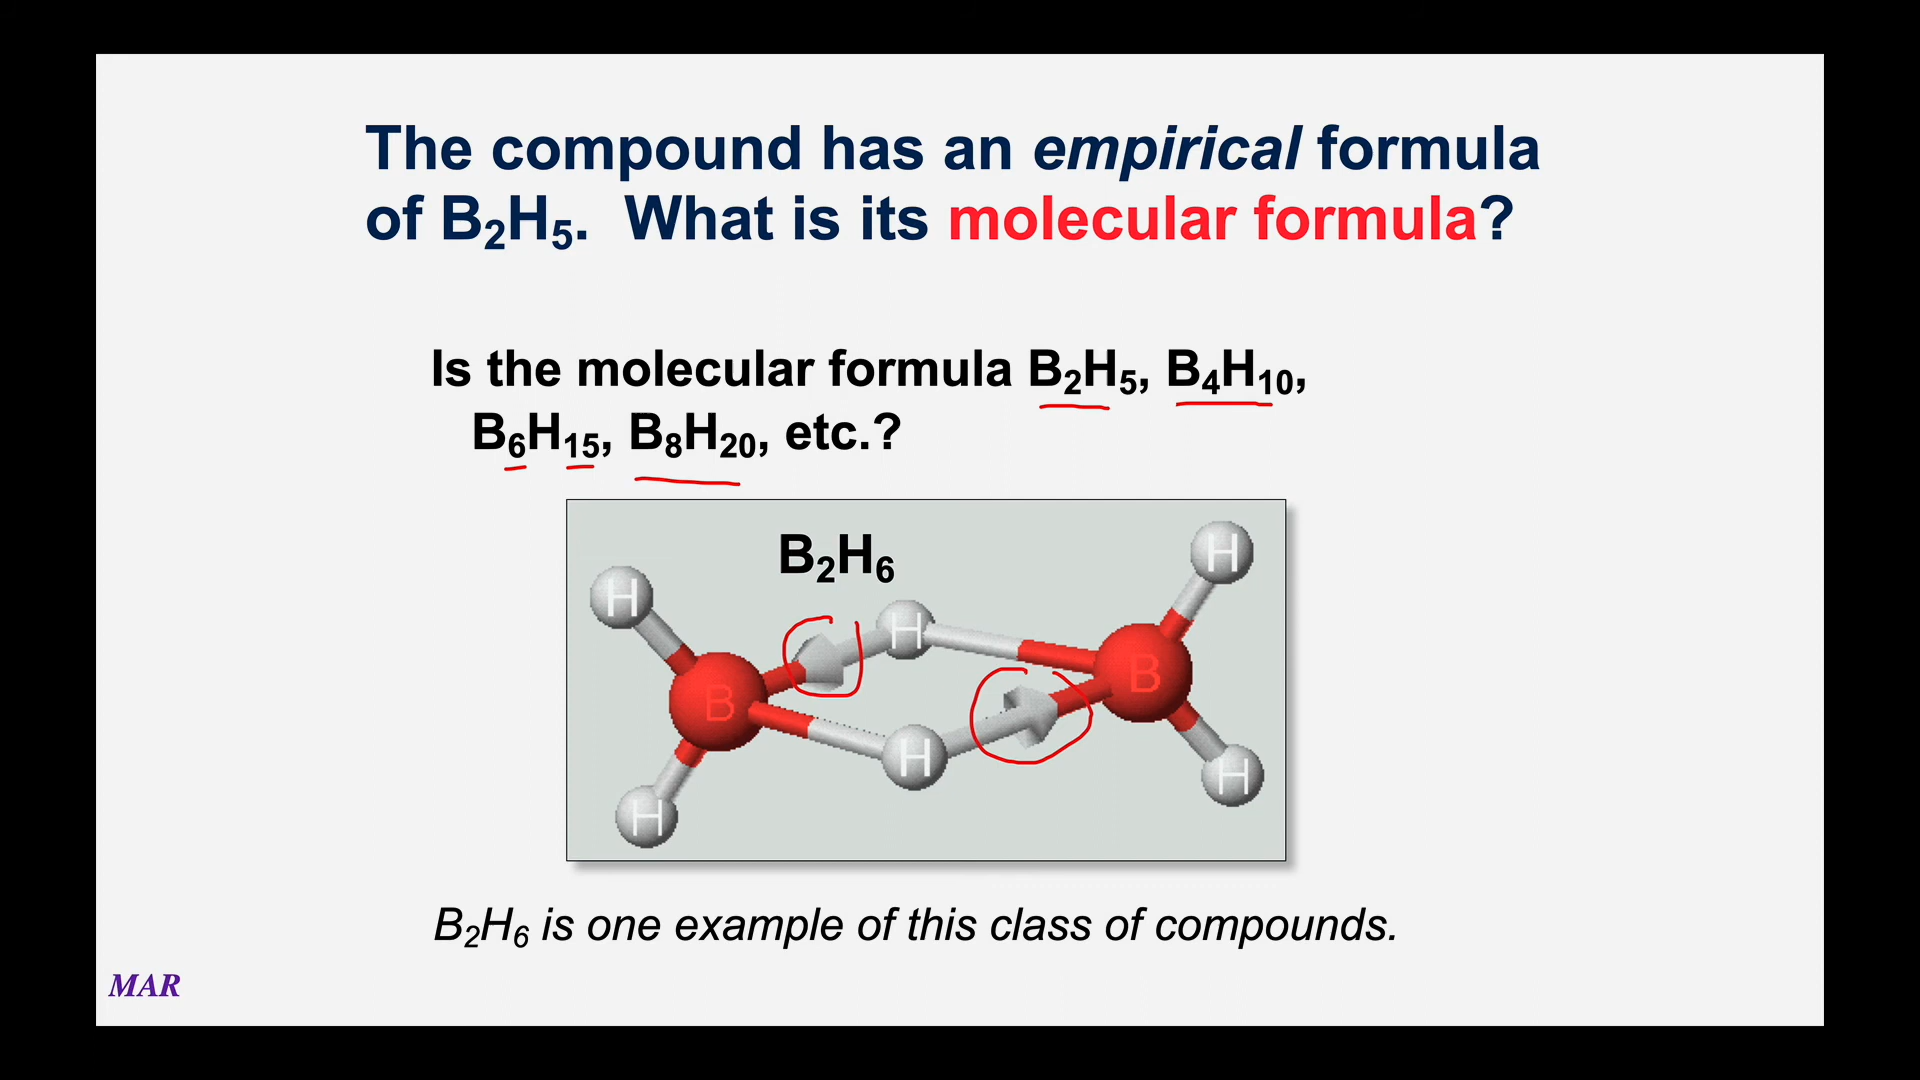 The compound has an empirical formula
of B₂H₅. What is its molecular formula?
Is the molecular formula B₂H₅, B₄H₁₀,
B₆H₁₅, B₈H₂₀, etc.?
B₂H₆
H
H
H
B
B
H
H
H
B₂H₆ is one example of this class of compounds.
MAR